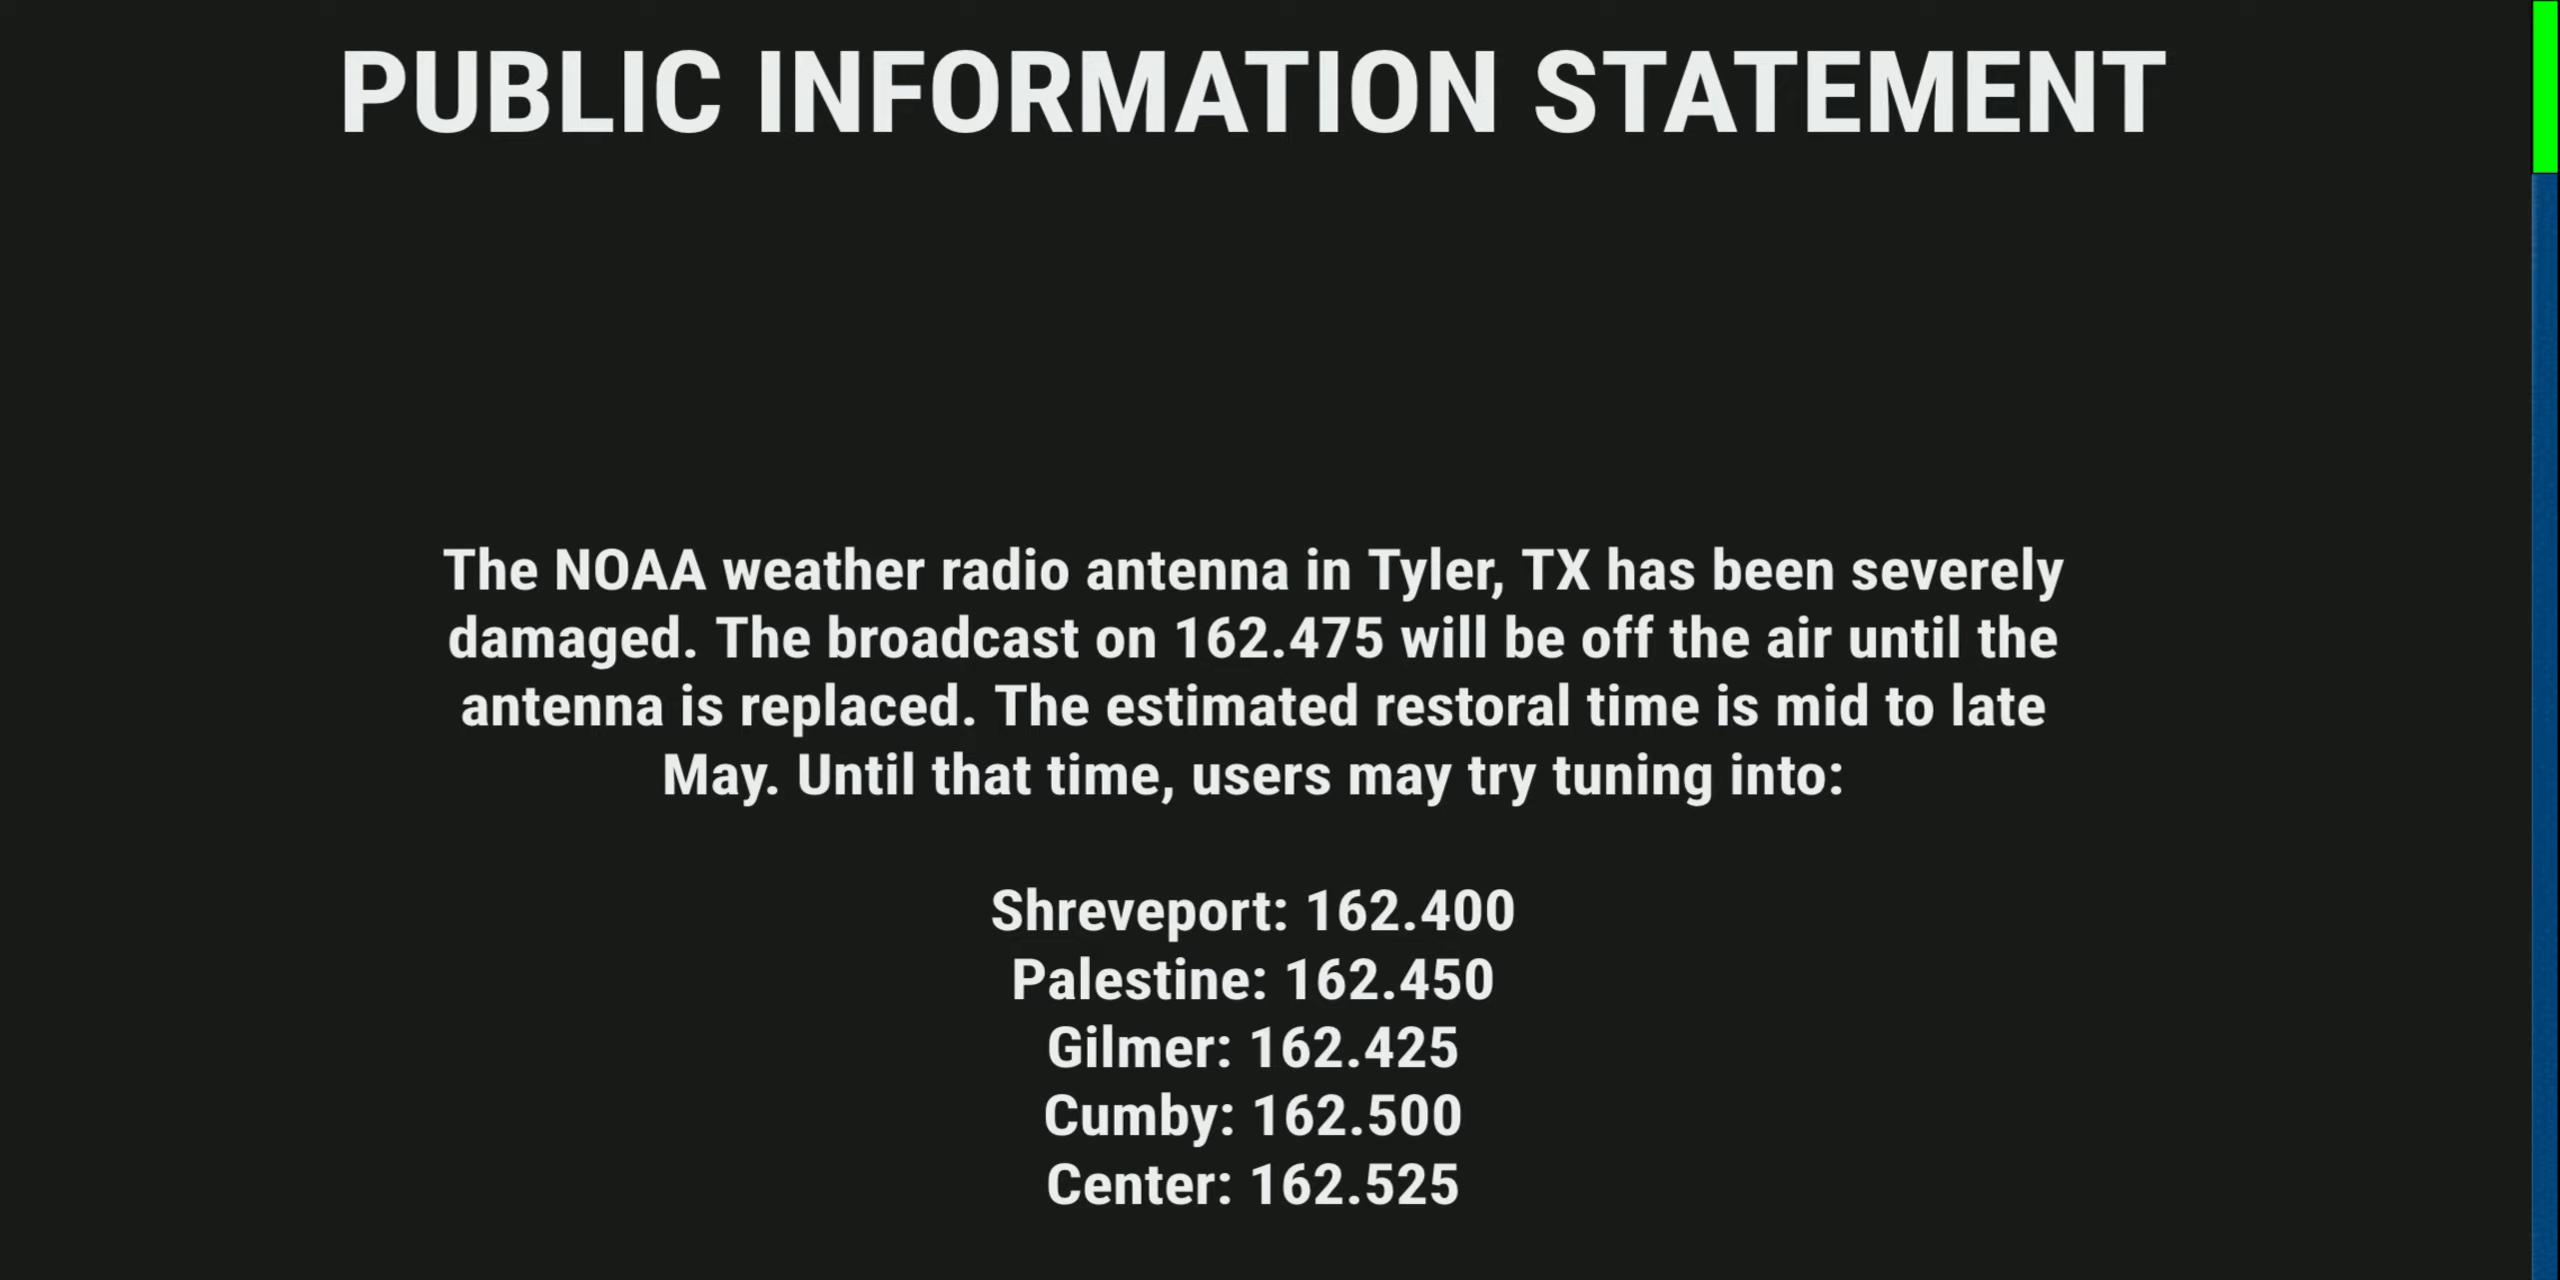 PUBLIC INFORMATION STATEMENT
The NOAA weather radio antenna in Tyler, TX has been severely
damaged. The broadcast on 162.475 will be off the air until the
antenna is replaced. The estimated restoral time is mid to late
May. Until that time, users may try tuning into:
Shreveport: 162.400
Palestine: 162.450
Gilmer: 162.425
Cumby: 162.500
Center: 162.525